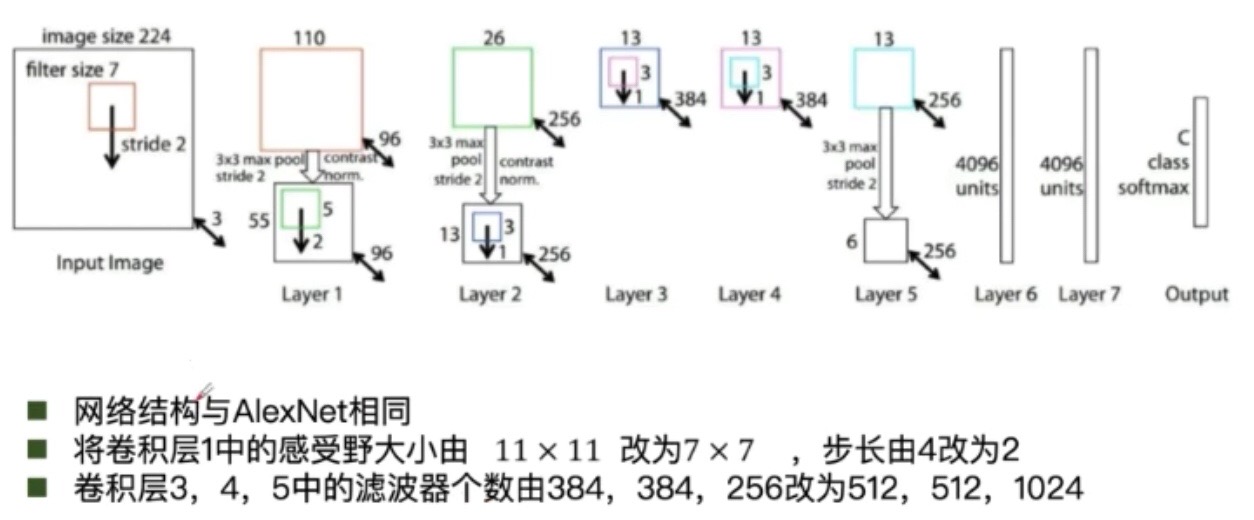 image size 224
filter size 7
stride 2
3
Input Image
110
96
3x3 max pool
stride 2
contrast
norm.
55
5
2
96
Layer 1
26
256
3x3 max
pool
stride 2
contrast
norm.
13
3
1
256
Layer 2
13
3
1
384
Layer 3
13
3
1
384
Layer 4
13
256
3x3 max
pool
stride 2
6
256
Layer 5
4096
units
Layer 6
4096
units
Layer 7
C
class
softmax
Output
网络结构与AlexNet相同
将卷积层1中的感受野大小由 11 × 11 改为7 × 7 ，步长由4改为2
卷积层3，4，5中的滤波器个数由384，384，256改为512，512，1024